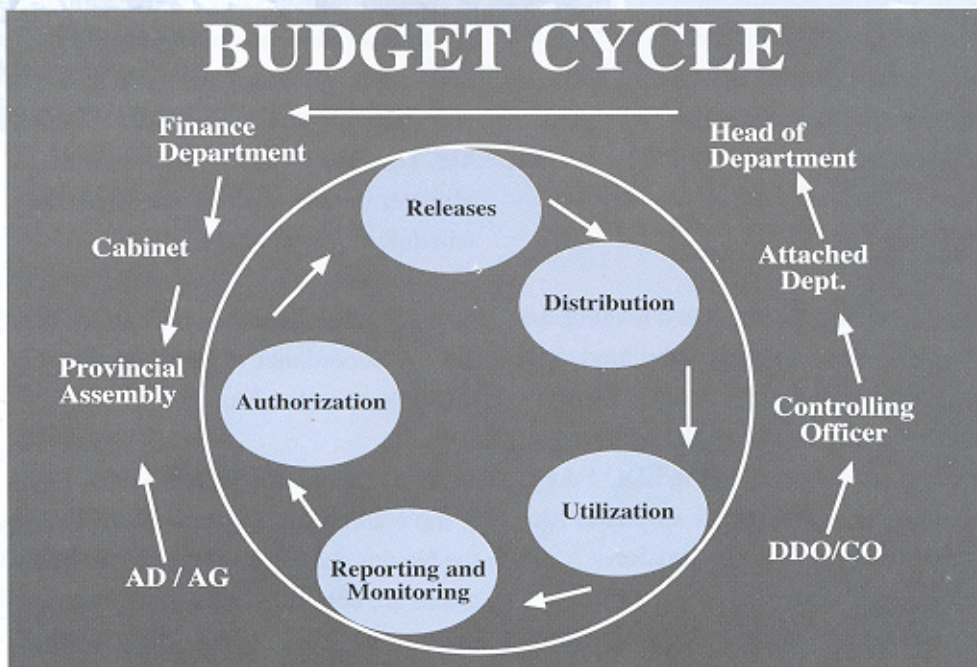 BUDGET CYCLE
Finance
Department
Head of
Department
Releases
Cabinet
Attached
Dept.
Distribution
Provincial
Assembly
Authorization
Controlling
Officer
Utilization
AD / AG
Reporting and
Monitoring
DDO/CO